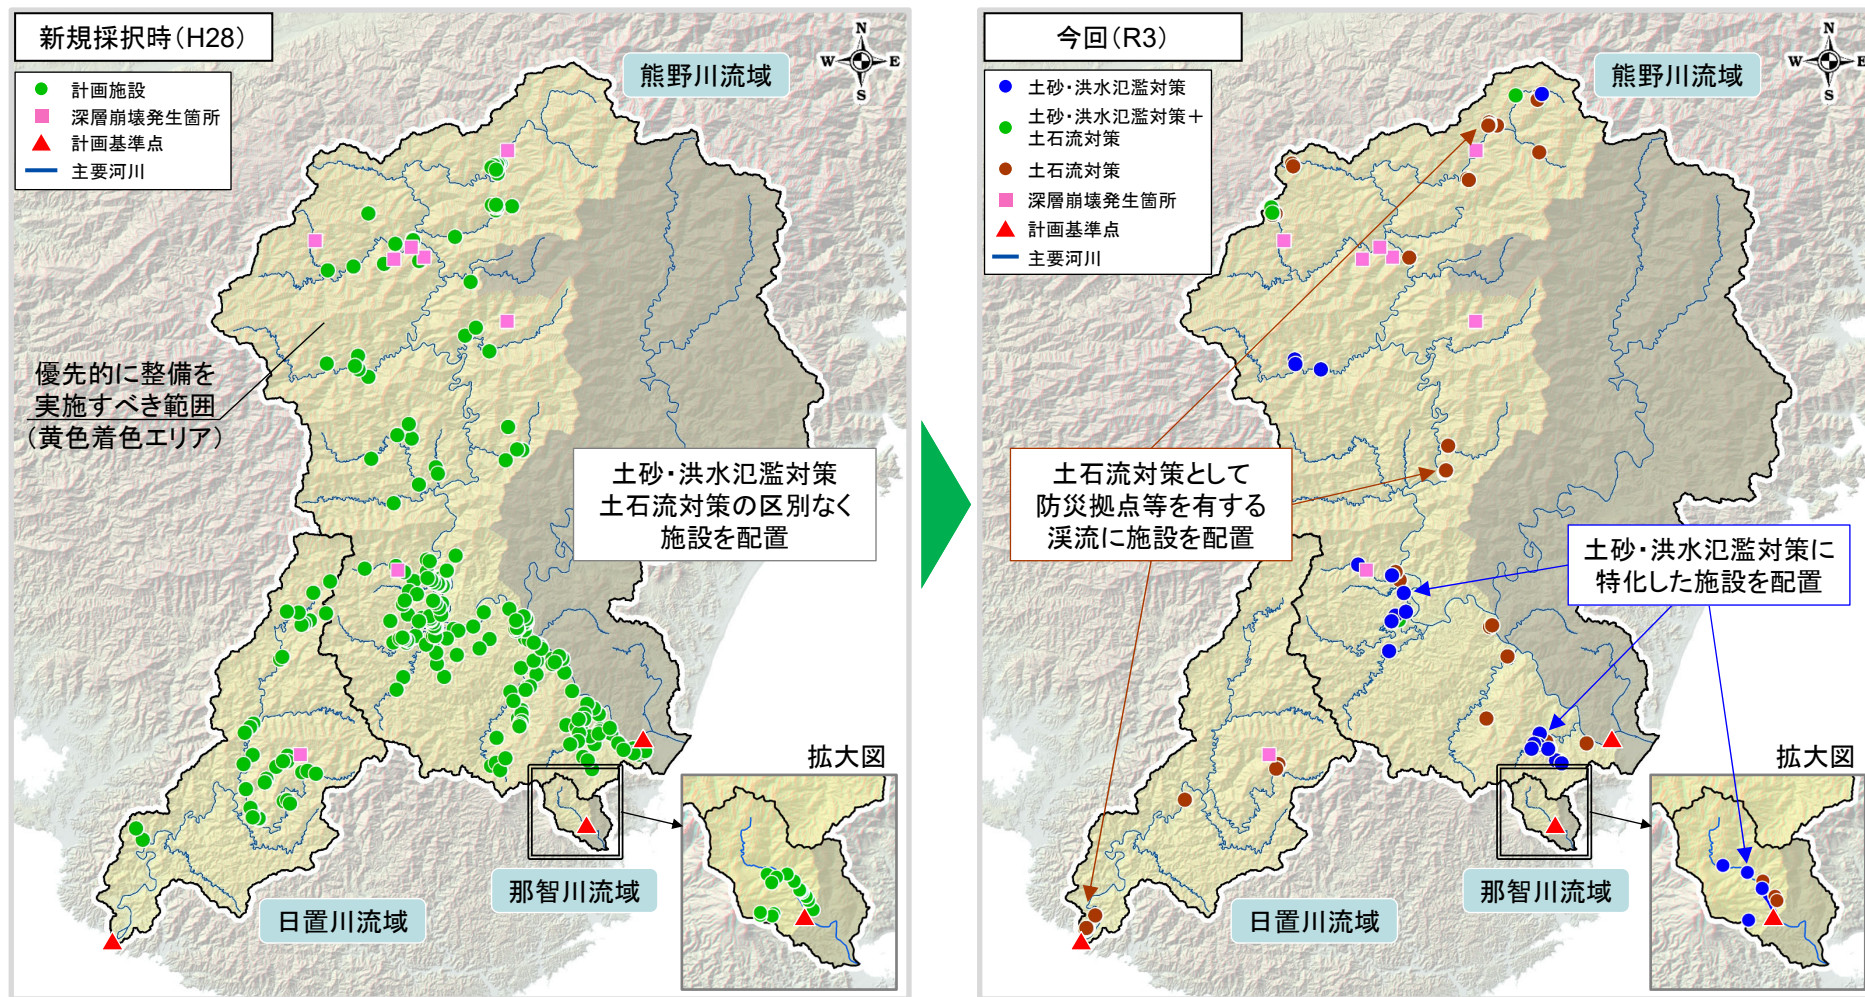 新規採択時(H28)
計画施設
深層崩壊発生箇所
計画基準点
主要河川
N
W
E
S
熊野川流域
優先的に整備を
実施すべき範囲
(黄色着色エリア)
土砂・洪水氾濫対策
土石流対策の区別なく
施設を配置
拡大図
那智川流域
日置川流域
今回(R3)
土砂・洪水氾濫対策
土砂・洪水氾濫対策+
土石流対策
土石流対策
深層崩壊発生箇所
計画基準点
主要河川
N
W
E
S
熊野川流域
土石流対策として
防災拠点等を有する
渓流に施設を配置
土砂・洪水氾濫対策に
特化した施設を配置
拡大図
那智川流域
日置川流域